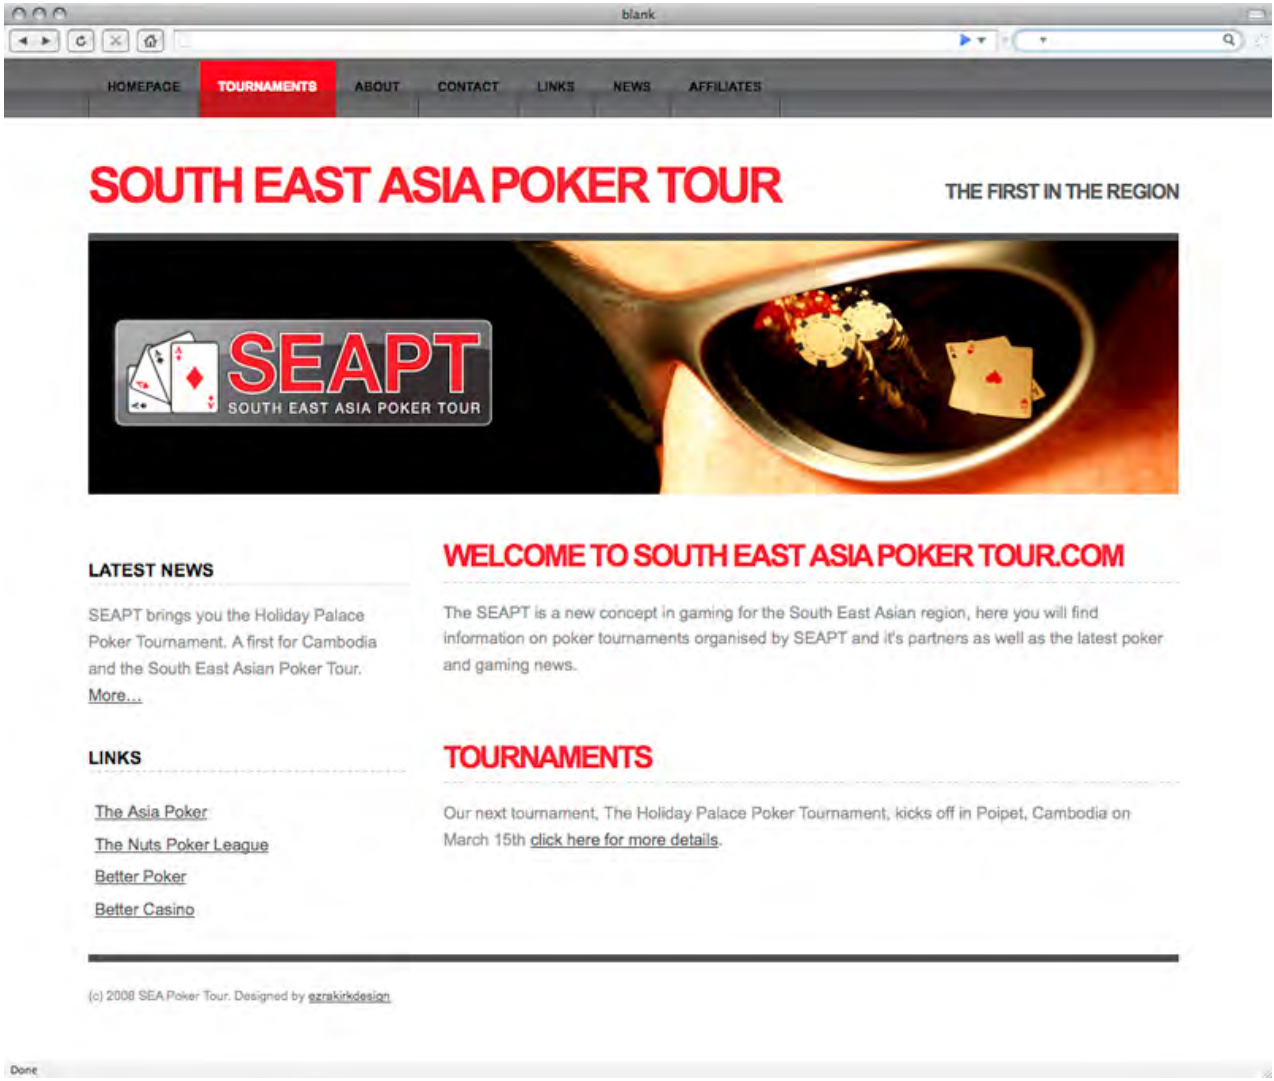 blank
HOMEPAGE TOURNAMENTS ABOUT CONTACT LINKS NEWS AFFILIATES
SOUTH EAST ASIA POKER TOUR
THE FIRST IN THE REGION
SEAPT
SOUTH EAST ASIA POKER TOUR
LATEST NEWS
SEAPT brings you the Holiday Palace
Poker Tournament. A first for Cambodia
and the South East Asian Poker Tour.
More...
LINKS
The Asia Poker
The Nuts Poker League
Better Poker
Better Casino
WELCOME TO SOUTH EAST ASIA POKER TOUR.COM
The SEAPT is a new concept in gaming for the South East Asian region, here you will find
information on poker tournaments organised by SEAPT and it's partners as well as the latest poker
and gaming news.
TOURNAMENTS
Our next tournament, The Holiday Palace Poker Tournament, kicks off in Poipet, Cambodia on
March 15th click here for more details.
(c) 2008 SEA Poker Tour. Designed by ezrakirkdesign
Done